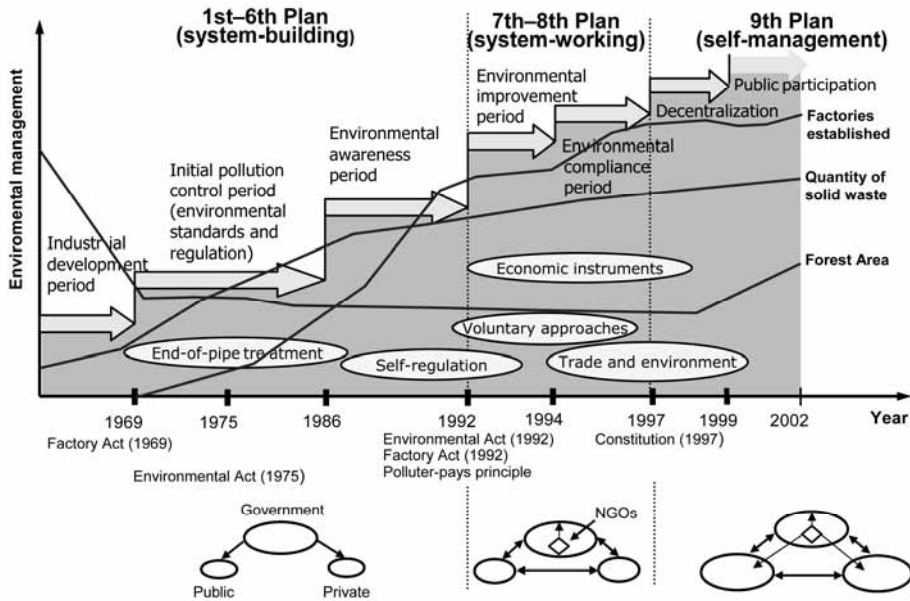 1st–6th Plan
(system-building)
7th–8th Plan
(system-working)
9th Plan
(self-management)
Enviromental management
Industrial
development
period
Initial pollution
control period
(environmental
standards and
regulation)
Environmental
awareness
period
Environmental
improvement
period
Environmental
compliance
period
Decentralization
Public participation
Factories
established
Quantity of
solid waste
Forest Area
Economic instruments
Voluntary approaches
End-of-pipe treatment
Self-regulation
Trade and environment
1969
1975
1986
1992
1994
1997
1999
2002
Year
Factory Act (1969)
Environmental Act (1975)
Environmental Act (1992)
Factory Act (1992)
Polluter-pays principle
Constitution (1997)
Government
Public
Private
NGOs